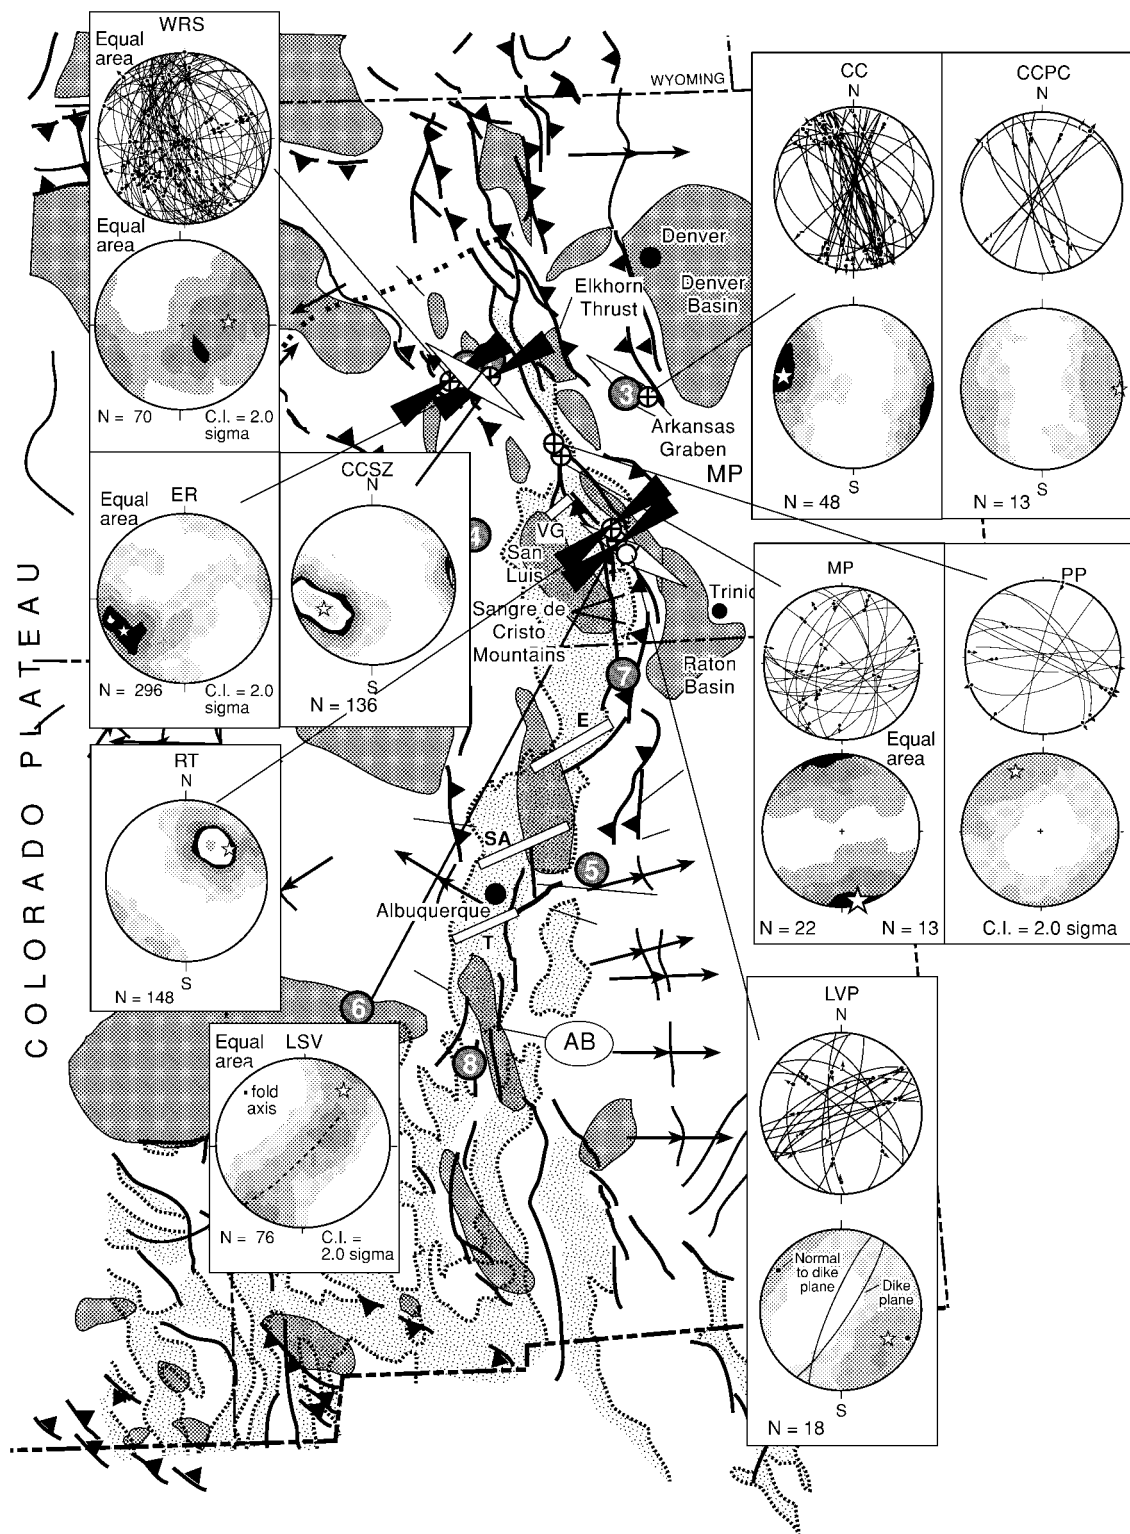 WRS
Equal
area
Equal
area
N = 70
C.I. = 2.0
sigma
WYOMING
CC
N
S
N = 48
CCPC
N
S
N = 13
Denver
Denver
Basin
Elkhorn
Thrust
3
Arkansas
Graben
MP
Equal
area
ER
N = 296
C.I. = 2.0
sigma
CCSZ
N
S
N = 136
VG
San
Luis
Sangre de
Cristo
Mountains
Trinid
Raton
Basin
7
MP
Equal
area
N = 22
N = 13
PP
C.I. = 2.0 sigma
COLORADO PLATEAU
RT
N
S
N = 148
E
SA
5
Albuquerque
T
6
AB
8
LSV
Equal
area
fold
axis
N = 76
C.I. =
2.0 sigma
LVP
N
Normal
to dike
plane
Dike
plane
S
N = 18